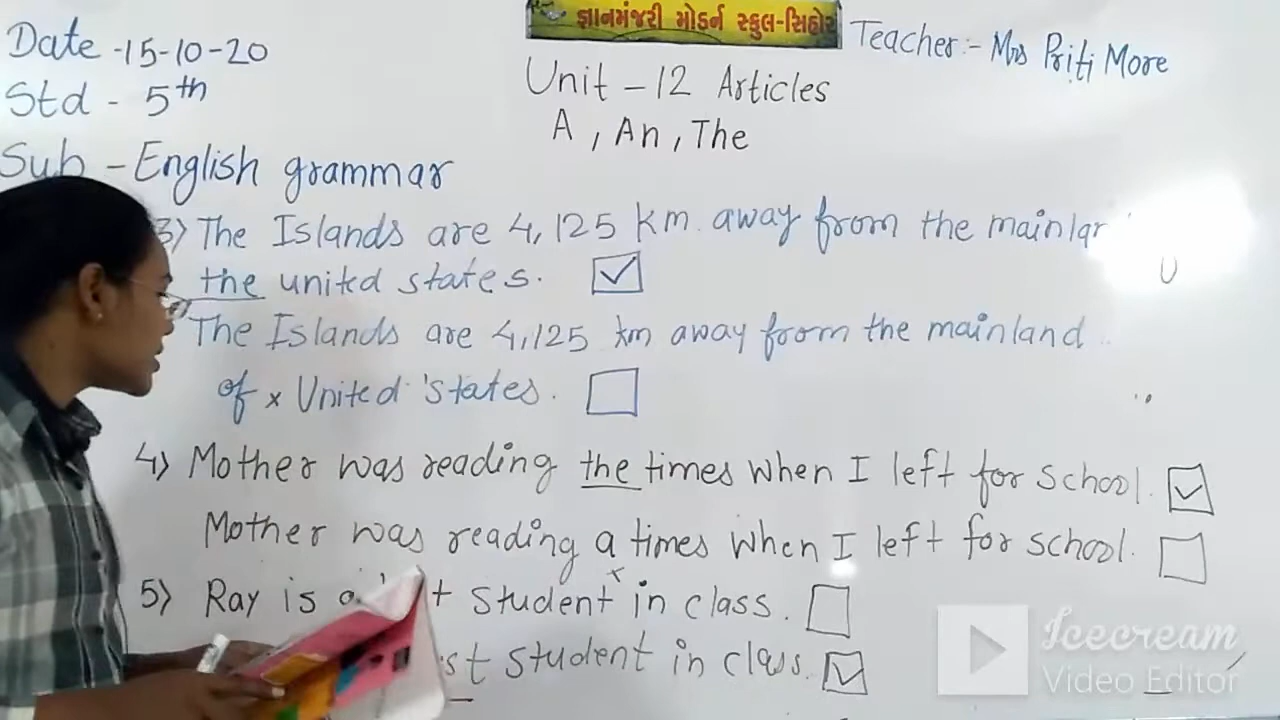 જ્ઞાનમંજરી મોડર્ન સ્કુલ-સિહોર
Date -15-10-20
Teacher:- Mrs Priti More
Std - 5th
Unit - 12 Articles
A, An, The
Sub - English grammar
3) The Islands are 4,125 km. away from the
the united states.
The Islands are 4,125 km away from the mainland
of x United states.
4) Mother was reading the times when I left for school.
Mother was reading a times when I left for school.
x
5) Ray is student in class.
student in class.
Icecream
Video Editor